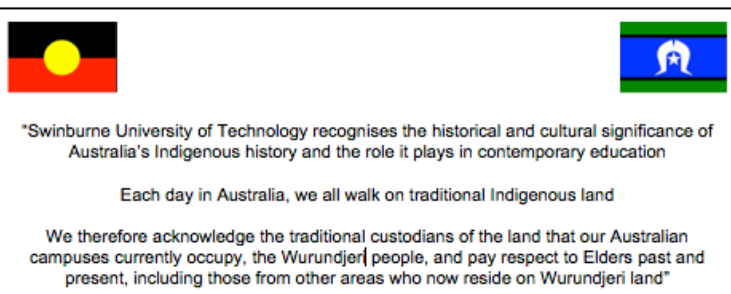 "Swinburne University of Technology recognises the historical and cultural significance of
Australia's Indigenous history and the role it plays in contemporary education
Each day in Australia, we all walk on traditional Indigenous land
We therefore acknowledge the traditional custodians of the land that our Australian
campuses currently occupy, the Wurundjeri people, and pay respect to Elders past and
present, including those from other areas who now reside on Wurundjeri land"